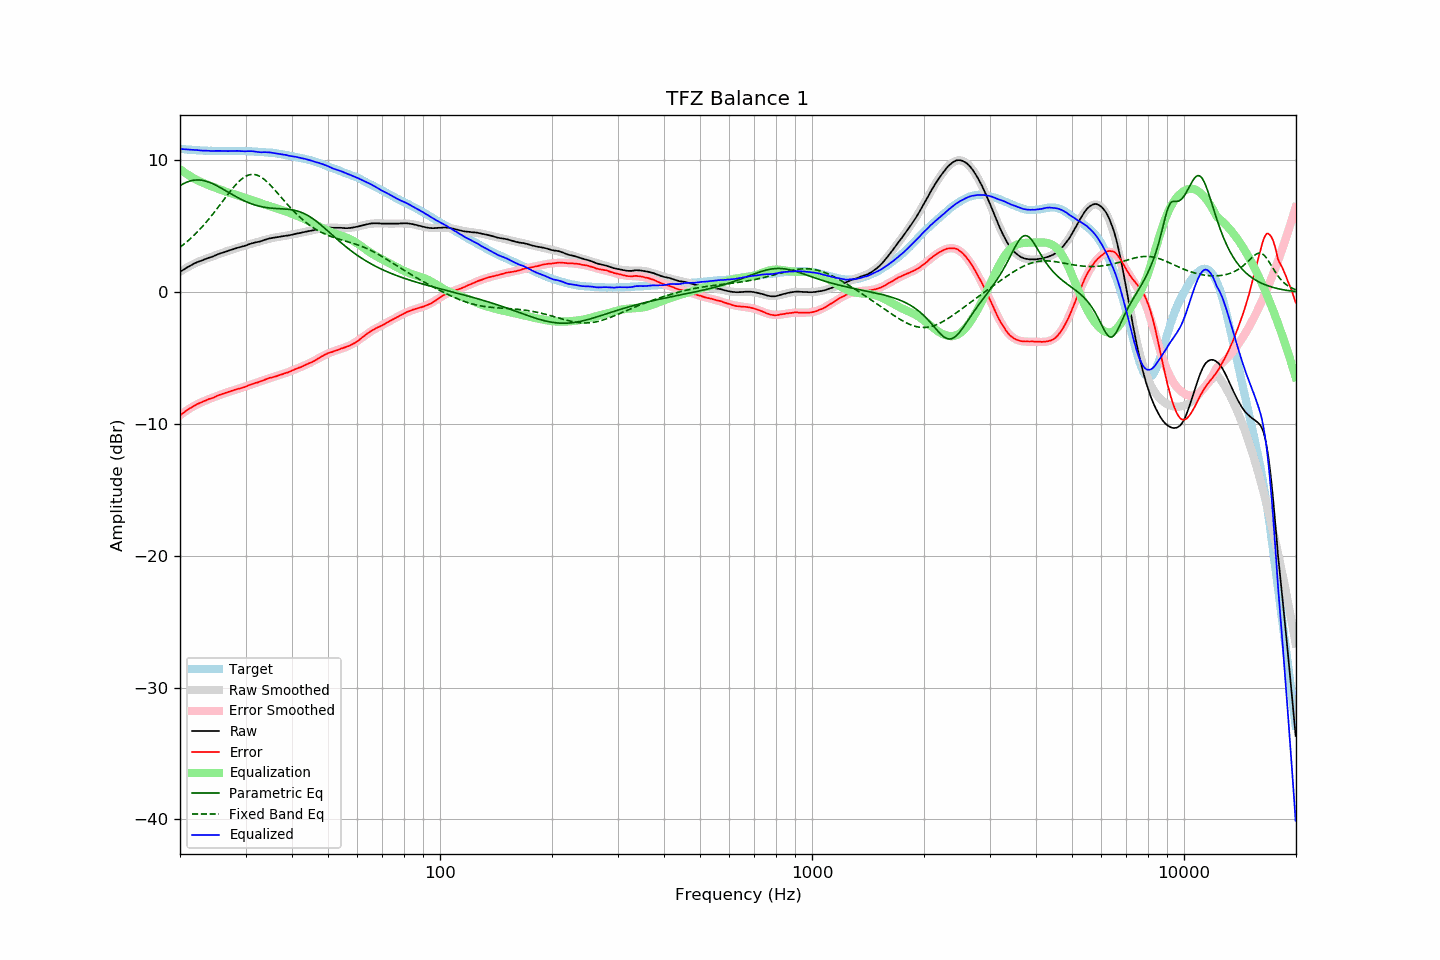 TFZ Balance 1
10
0
−10
−20
−30
−40
Amplitude (dBr)
Target
Raw Smoothed
Error Smoothed
Raw
Error
Equalization
Parametric Eq
Fixed Band Eq
Equalized
100
1000
10000
Frequency (Hz)